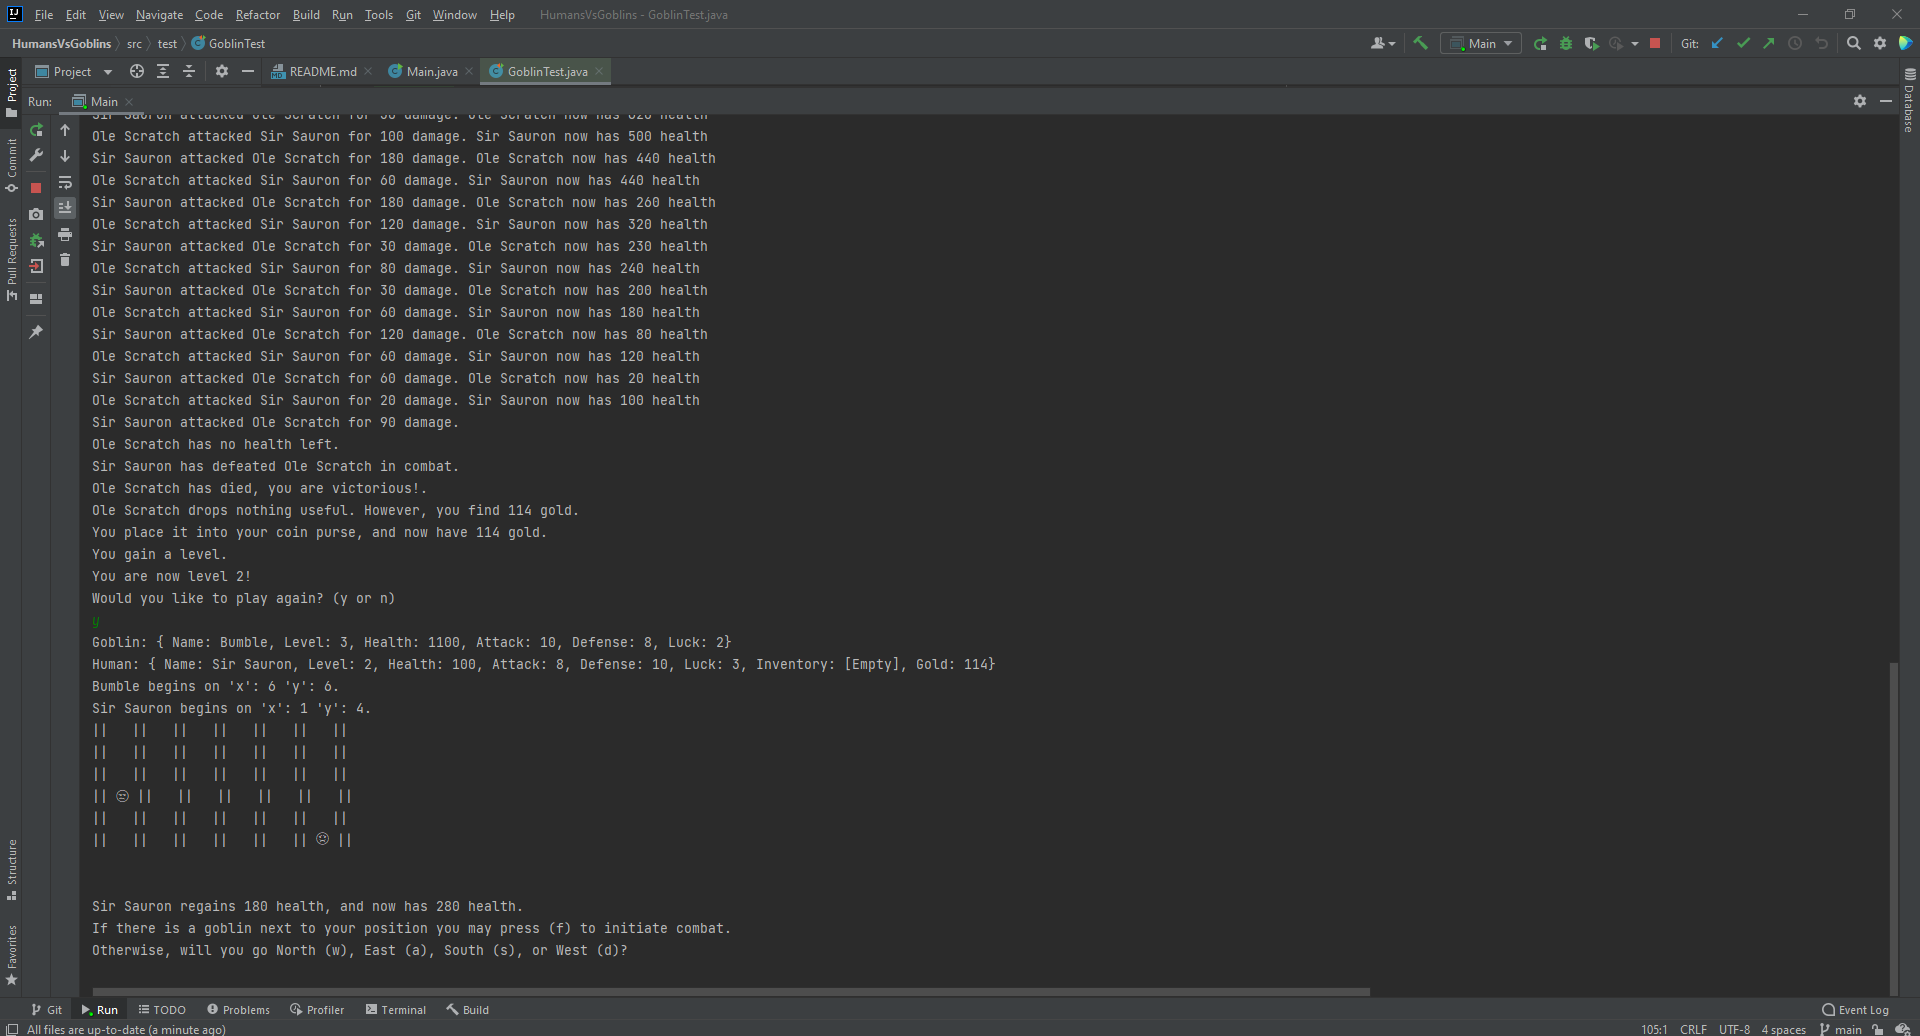 File Edit View Navigate Code Refactor Build Run Tools Git Window Help HumansVsGoblins - GoblinTest.java
HumansVsGoblins src test GoblinTest Main Git:
Project README.md Main.java GoblinTest.java
Run: Main
Sir Sauron attacked Ole Scratch for 30 damage. Ole Scratch now has 620 health
Ole Scratch attacked Sir Sauron for 100 damage. Sir Sauron now has 500 health
Sir Sauron attacked Ole Scratch for 180 damage. Ole Scratch now has 440 health
Ole Scratch attacked Sir Sauron for 60 damage. Sir Sauron now has 440 health
Sir Sauron attacked Ole Scratch for 180 damage. Ole Scratch now has 260 health
Ole Scratch attacked Sir Sauron for 120 damage. Sir Sauron now has 320 health
Sir Sauron attacked Ole Scratch for 30 damage. Ole Scratch now has 230 health
Ole Scratch attacked Sir Sauron for 80 damage. Sir Sauron now has 240 health
Sir Sauron attacked Ole Scratch for 30 damage. Ole Scratch now has 200 health
Ole Scratch attacked Sir Sauron for 60 damage. Sir Sauron now has 180 health
Sir Sauron attacked Ole Scratch for 120 damage. Ole Scratch now has 80 health
Ole Scratch attacked Sir Sauron for 60 damage. Sir Sauron now has 120 health
Sir Sauron attacked Ole Scratch for 60 damage. Ole Scratch now has 20 health
Ole Scratch attacked Sir Sauron for 20 damage. Sir Sauron now has 100 health
Sir Sauron attacked Ole Scratch for 90 damage.
Ole Scratch has no health left.
Sir Sauron has defeated Ole Scratch in combat.
Ole Scratch has died, you are victorious!.
Ole Scratch drops nothing useful. However, you find 114 gold.
You place it into your coin purse, and now have 114 gold.
You gain a level.
You are now level 2!
Would you like to play again? (y or n)
y
Goblin: { Name: Bumble, Level: 3, Health: 1100, Attack: 10, Defense: 8, Luck: 2}
Human: { Name: Sir Sauron, Level: 2, Health: 100, Attack: 8, Defense: 10, Luck: 3, Inventory: [Empty], Gold: 114}
Bumble begins on 'x': 6 'y': 6.
Sir Sauron begins on 'x': 1 'y': 4.
|| || || || || || ||
|| || || || || || ||
|| || || || || || ||
|| 😒 || || || || || ||
|| || || || || || ||
|| || || || || || ☹ ||
Sir Sauron regains 180 health, and now has 280 health.
If there is a goblin next to your position you may press (f) to initiate combat.
Otherwise, will you go North (w), East (a), South (s), or West (d)?
Project
Commit
Pull Requests
Structure
Favorites
Database
Git Run TODO Problems Profiler Terminal Build Event Log
All files are up-to-date (a minute ago) 105:1 CRLF UTF-8 4 spaces main